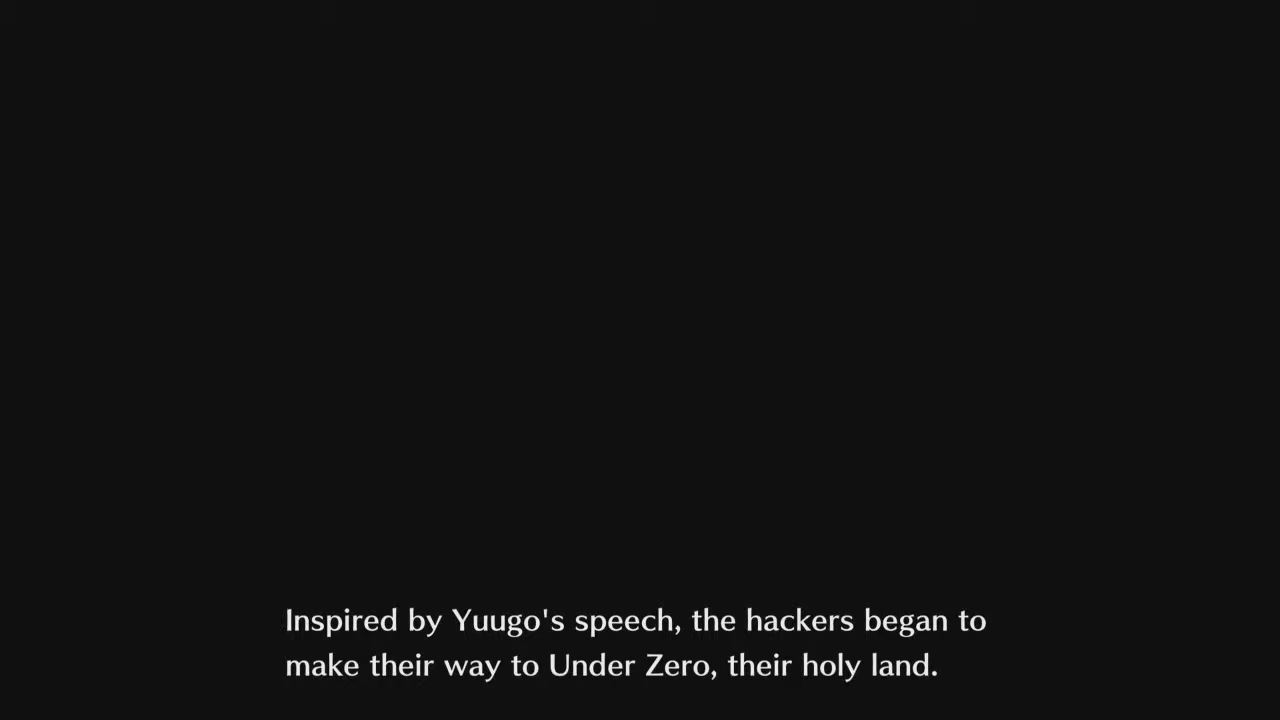 Inspired by Yuugo's speech, the hackers began to
make their way to Under Zero, their holy land.